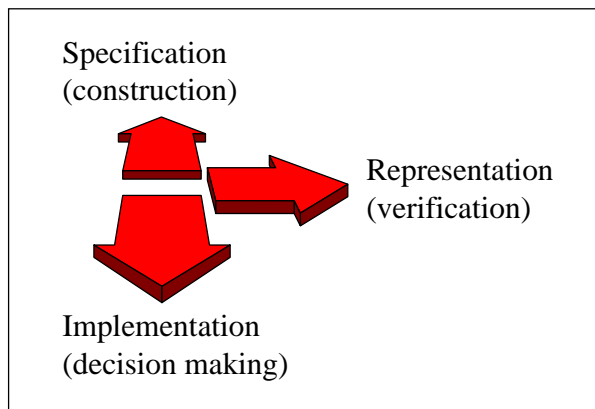 Specification
(construction)
Representation
(verification)
Implementation
(decision making)